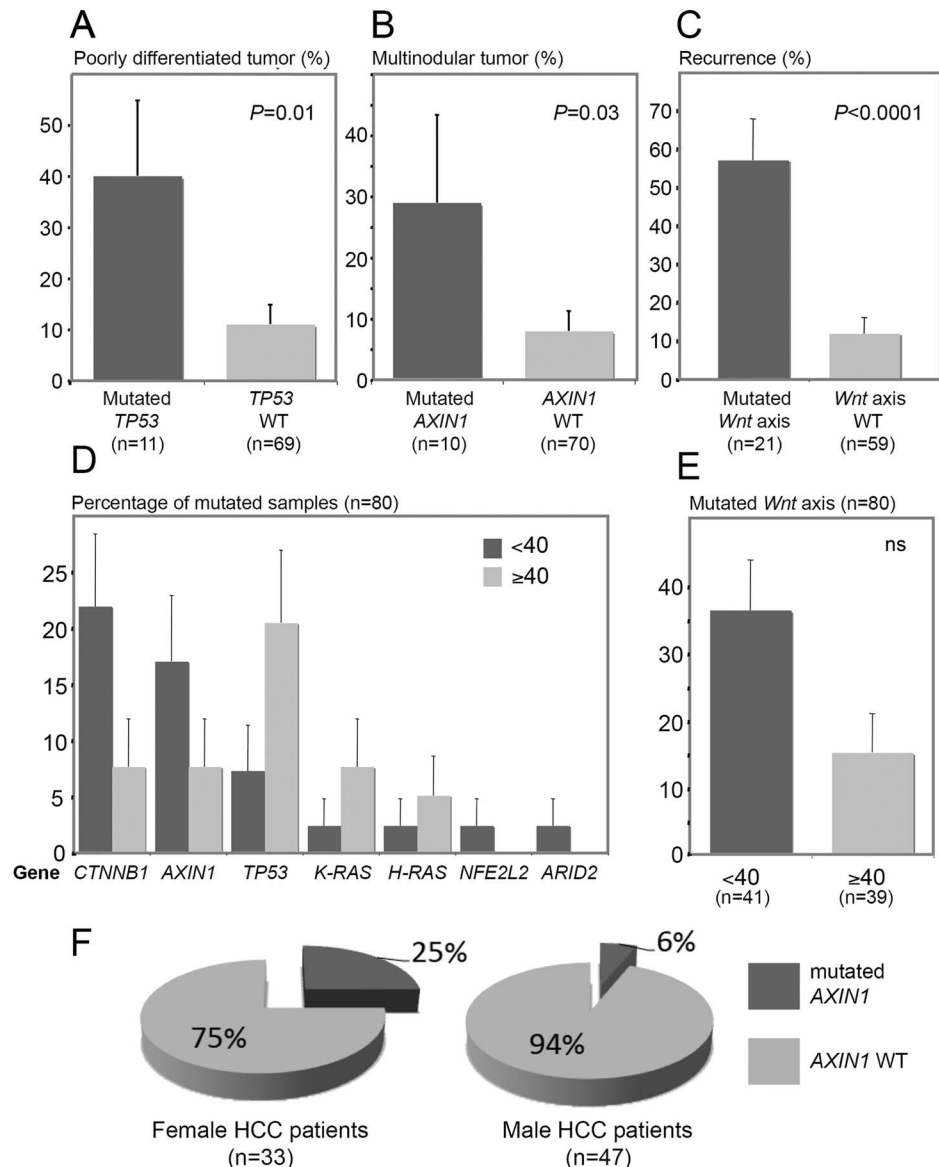 A
Poorly differentiated tumor (%)
P=0.01
50
40
30
20
10
0
Mutated TP53 (n=11)
TP53 WT (n=69)
B
Multinodular tumor (%)
P=0.03
40
30
20
10
0
Mutated AXIN1 (n=10)
AXIN1 WT (n=70)
C
Recurrence (%)
P<0.0001
70
60
50
40
30
20
10
0
Mutated Wnt axis (n=21)
Wnt axis WT (n=59)
D
Percentage of mutated samples (n=80)
<40
≥40
25
20
15
10
5
0
Gene CTNNB1 AXIN1 TP53 K-RAS H-RAS NFE2L2 ARID2
E
Mutated Wnt axis (n=80)
ns
40
30
20
10
0
<40 (n=41)
≥40 (n=39)
F
25%
75%
Female HCC patients
(n=33)
6%
94%
Male HCC patients
(n=47)
mutated AXIN1
AXIN1 WT